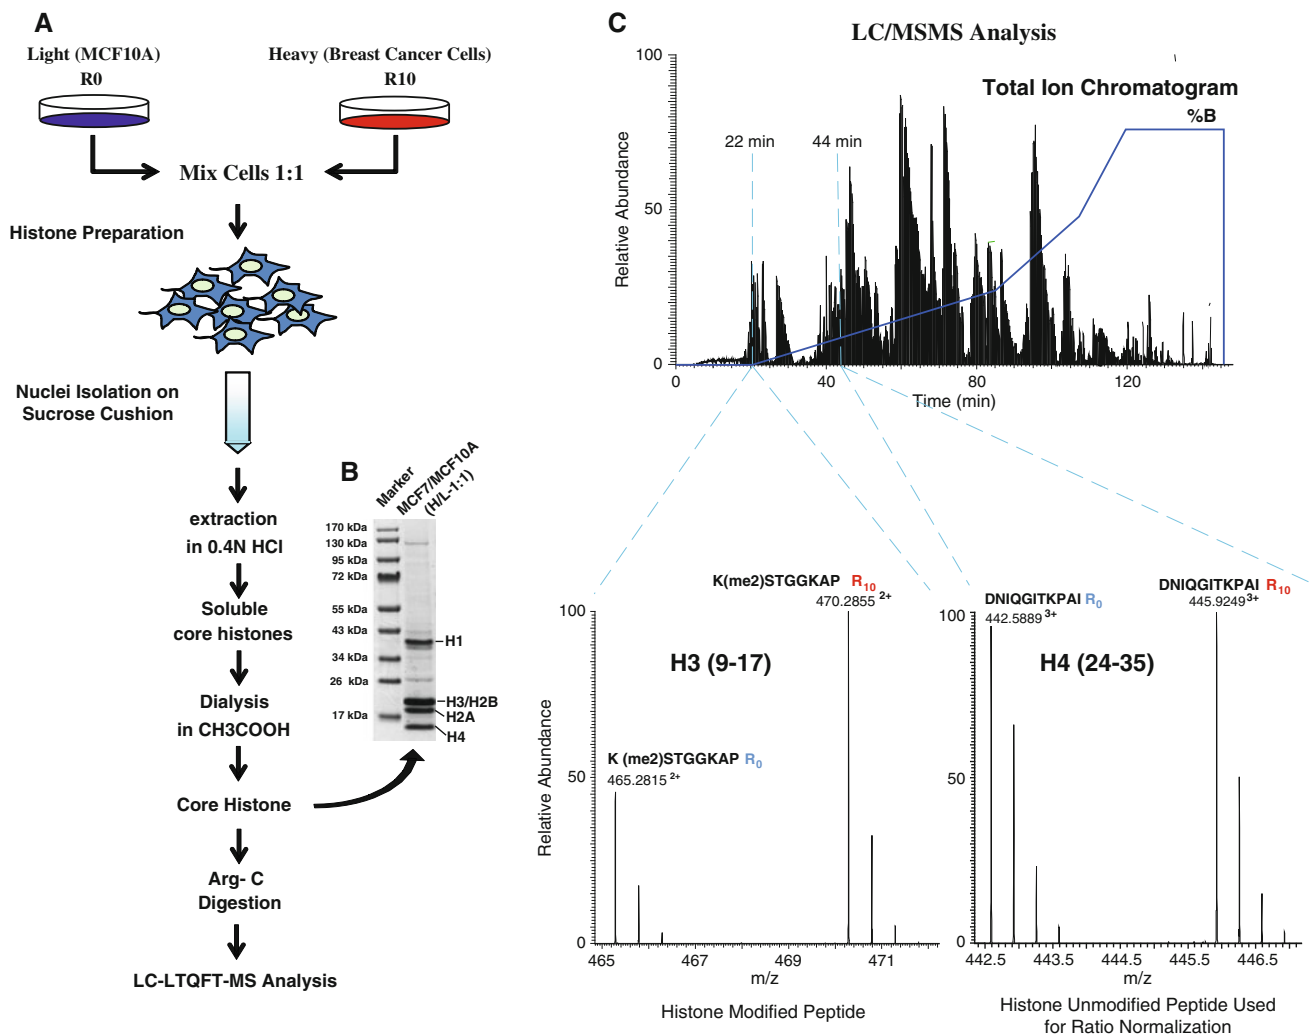 A
Light (MCF10A)
R0
Heavy (Breast Cancer Cells)
R10
Mix Cells 1:1
Histone Preparation
Nuclei Isolation on
Sucrose Cushion
extraction
in 0.4N HCl
Soluble
core histones
Dialysis
in CH3COOH
Core Histone
Arg- C
Digestion
LC-LTQFT-MS Analysis
B
Marker
MCF7/MCF10A
(H/L-1:1)
170 kDa
130 kDa
95 kDa
72 kDa
55 kDa
43 kDa
34 kDa
26 kDa
17 kDa
H1
H3/H2B
H2A
H4
C
LC/MSMS Analysis
Total Ion Chromatogram
%B
22 min
44 min
Relative Abundance
100
50
0
0
40
80
120
Time (min)
K(me2)STGGKAP R10
470.2855 2+
H3 (9-17)
K (me2)STGGKAP R0
465.2815 2+
Relative Abundance
100
50
0
465
467
469
471
m/z
Histone Modified Peptide
DNIQGITKPAI R0
442.5889 3+
DNIQGITKPAI R10
445.9249 3+
H4 (24-35)
100
50
0
442.5
443.5
444.5
445.5
446.5
m/z
Histone Unmodified Peptide Used
for Ratio Normalization